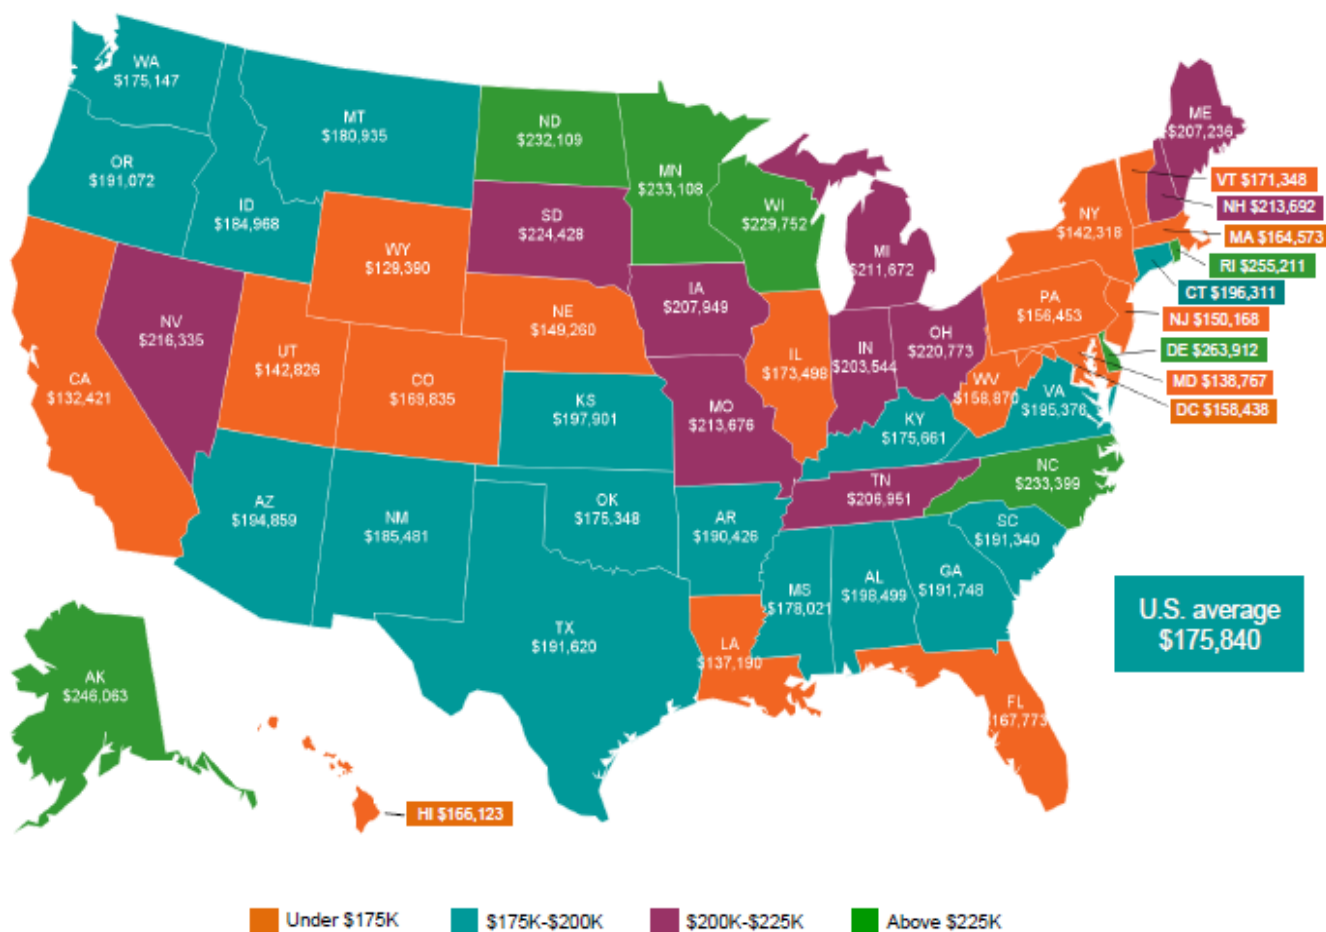 WA
$175,147
MT
$180,935
ND
$232,109
ME
$207,236
OR
$191,072
ID
$184,968
MN
$233,108
WI
$229,752
VT $171,348
NH $213,692
SD
$224,428
NY
$142,318
MA $164,573
WY
$129,390
MI
$211,672
RI $255,211
CT $196,311
IA
$207,949
NE
$149,260
PA
$156,453
NJ $150,168
NV
$216,335
OH
$220,773
DE $263,912
UT
$142,826
IL
$173,498
IN
$203,544
CA
$132,421
CO
$169,835
WV
$158,870
MD $138,767
VA
$195,376
DC $158,438
KS
$197,901
MO
$213,676
KY
$175,661
NC
$233,399
TN
$206,951
AZ
$194,859
NM
$185,481
OK
$175,348
AR
$190,426
SC
$191,340
MS
$178,021
AL
$198,499
GA
$191,748
U.S. average
$175,840
TX
$191,620
LA
$137,190
AK
$246,063
FL
$167,773
HI $166,123
Under $175K
$175K-$200K
$200K-$225K
Above $225K